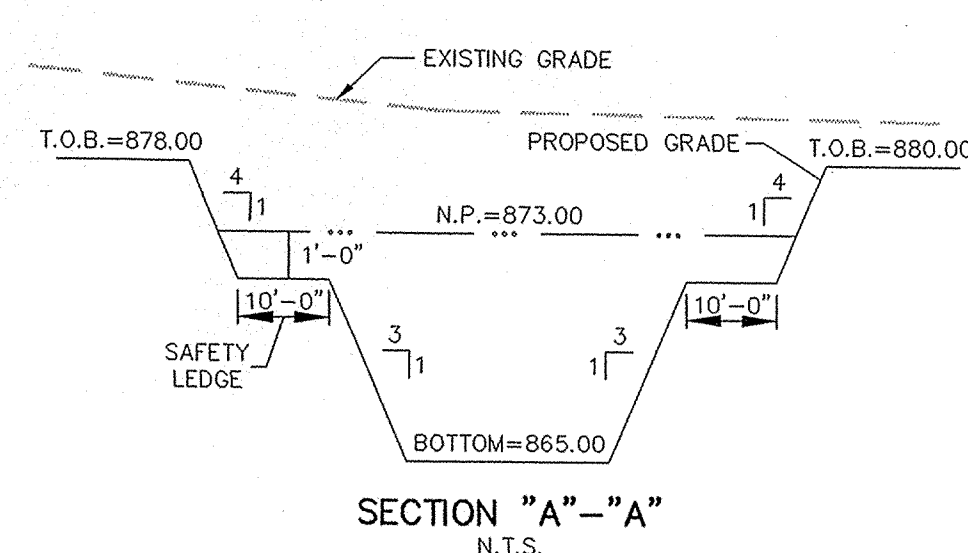 EXISTING GRADE
T.O.B.=878.00
PROPOSED GRADE
T.O.B.=880.00
4
1
N.P.=873.00
4
1
1'-0"
10'-0"
10'-0"
SAFETY
LEDGE
3
1
3
1
BOTTOM=865.00
SECTION "A"-"A"
N.T.S.